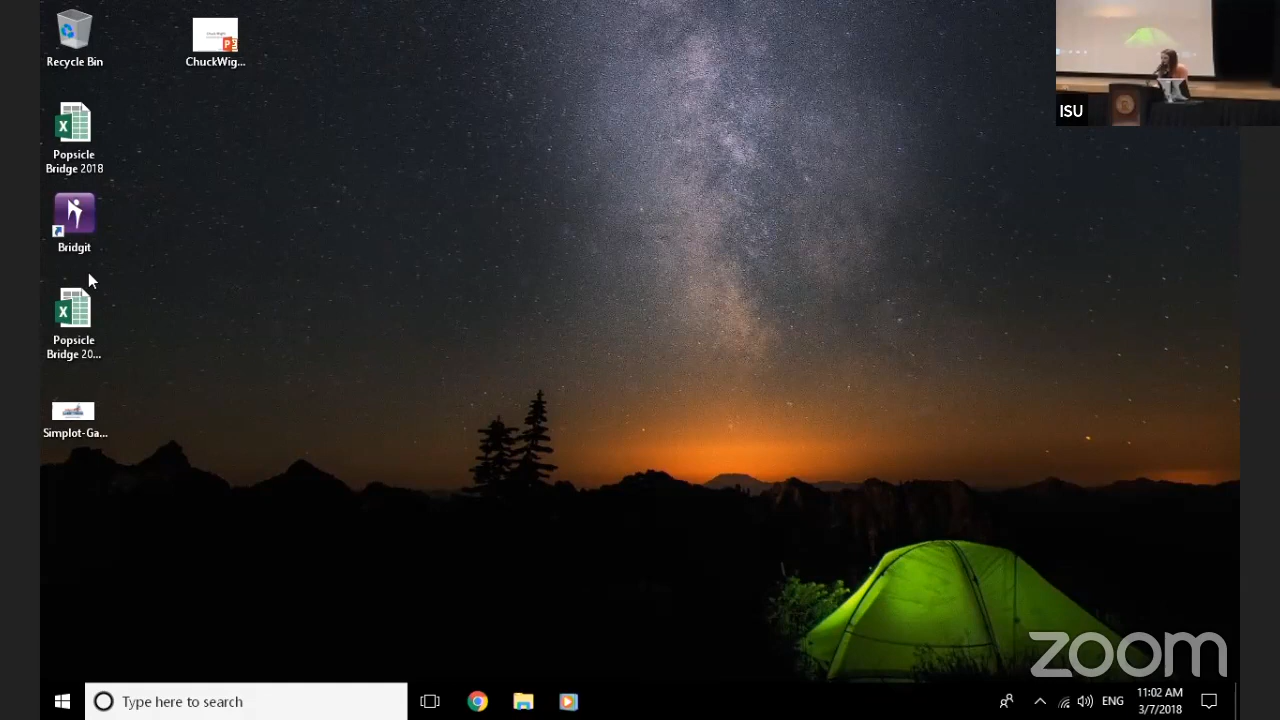 Recycle Bin
ChuckWig...
Popsicle
Bridge 2018
Bridgit
Popsicle
Bridge 20...
Simplot-Ga...
ISU
zoom
Type here to search
ENG
11:02 AM
3/7/2018